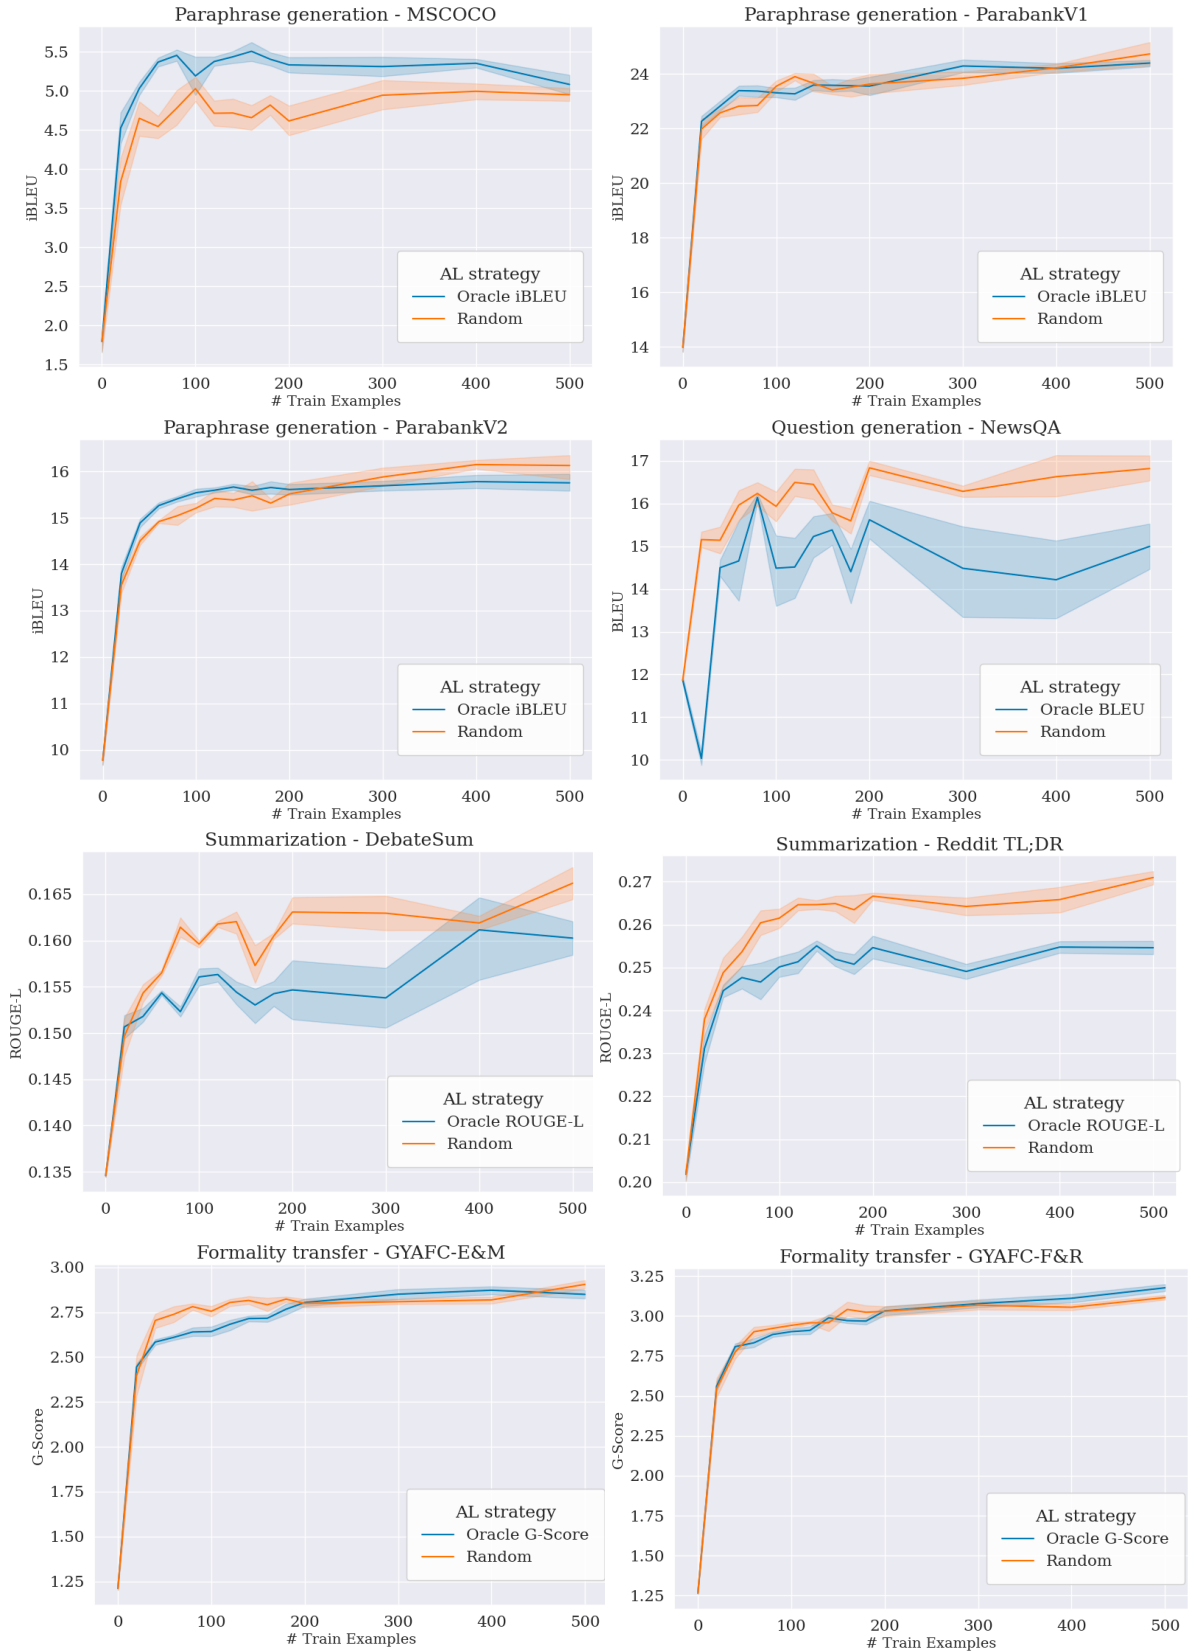 Paraphrase generation - MSCOCO
iBLEU
5.5
5.0
4.5
4.0
3.5
3.0
2.5
2.0
1.5
0 100 200 300 400 500
# Train Examples
AL strategy
Oracle iBLEU
Random
Paraphrase generation - ParabankV1
iBLEU
24
22
20
18
16
14
0 100 200 300 400 500
# Train Examples
AL strategy
Oracle iBLEU
Random
Paraphrase generation - ParabankV2
iBLEU
16
15
14
13
12
11
10
0 100 200 300 400 500
# Train Examples
AL strategy
Oracle iBLEU
Random
Question generation - NewsQA
BLEU
17
16
15
14
13
12
11
10
0 100 200 300 400 500
# Train Examples
AL strategy
Oracle BLEU
Random
Summarization - DebateSum
ROUGE-L
0.165
0.160
0.155
0.150
0.145
0.140
0.135
0 100 200 300 400 500
# Train Examples
AL strategy
Oracle ROUGE-L
Random
Summarization - Reddit TL;DR
ROUGE-L
0.27
0.26
0.25
0.24
0.23
0.22
0.21
0.20
0 100 200 300 400 500
# Train Examples
AL strategy
Oracle ROUGE-L
Random
Formality transfer - GYAFC-E&M
G-Score
3.00
2.75
2.50
2.25
2.00
1.75
1.50
1.25
0 100 200 300 400 500
# Train Examples
AL strategy
Oracle G-Score
Random
Formality transfer - GYAFC-F&R
G-Score
3.25
3.00
2.75
2.50
2.25
2.00
1.75
1.50
1.25
0 100 200 300 400 500
# Train Examples
AL strategy
Oracle G-Score
Random